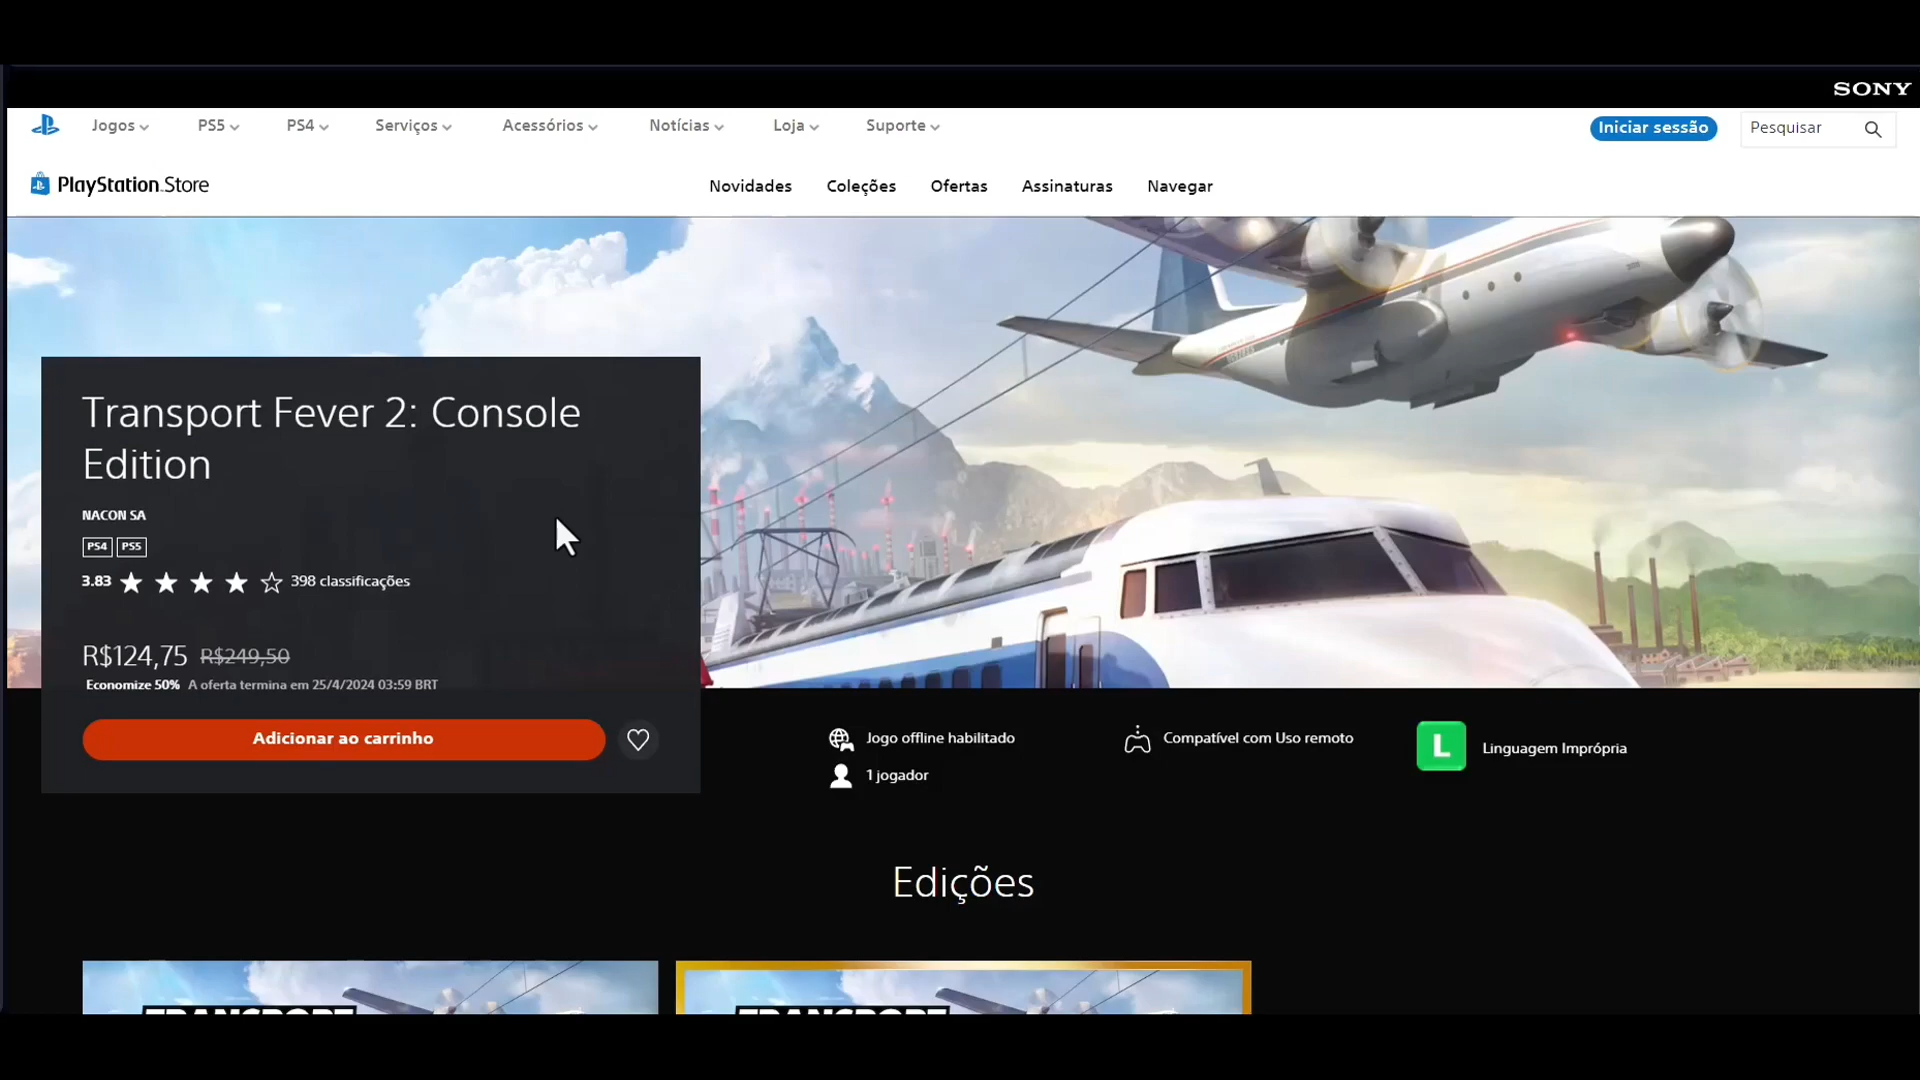 SONY
Jogos PS5 PS4 Serviços Acessórios Notícias Loja Suporte Iniciar sessão Pesquisar
PlayStation Store Novidades Coleções Ofertas Assinaturas Navegar
Transport Fever 2: Console
Edition
NACON SA
PS4 PS5
3.83 398 classificações
R$124,75 R$249,50
Economize 50% A oferta termina em 25/4/2024 03:59 BRT
Adicionar ao carrinho
Jogo offline habilitado
1 jogador
Compatível com Uso remoto
L Linguagem Imprópria
Edições
TRANSPORT TRANSPORT